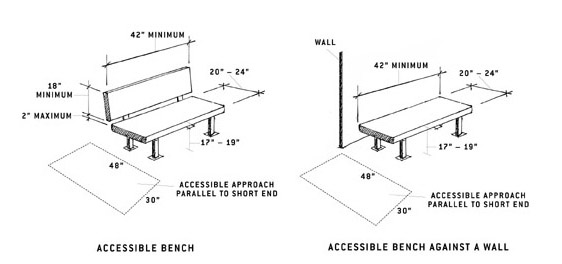 42" MINIMUM
20" - 24"
18"
MINIMUM
2" MAXIMUM
17" - 19"
48"
30"
ACCESSIBLE APPROACH
PARALLEL TO SHORT END
ACCESSIBLE BENCH
WALL
42" MINIMUM
20" - 24"
17" - 19"
48"
30"
ACCESSIBLE APPROACH
PARALLEL TO SHORT END
ACCESSIBLE BENCH AGAINST A WALL